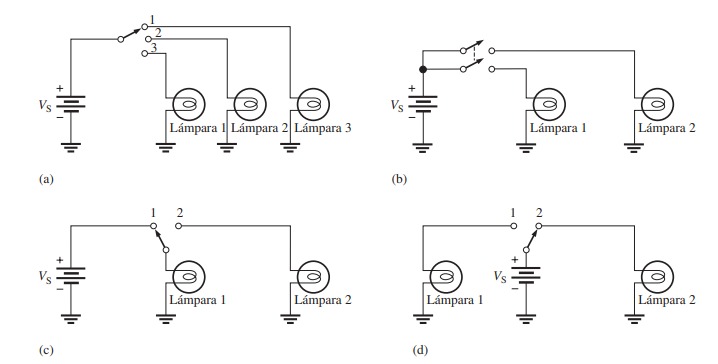 1
2
3
+
V_S
−
Lámpara 1 Lámpara 2 Lámpara 3
(a)
+
V_S
−
Lámpara 1 Lámpara 2
(b)
1 2
+
V_S
−
Lámpara 1 Lámpara 2
(c)
1 2
+
V_S
−
Lámpara 1 Lámpara 2
(d)